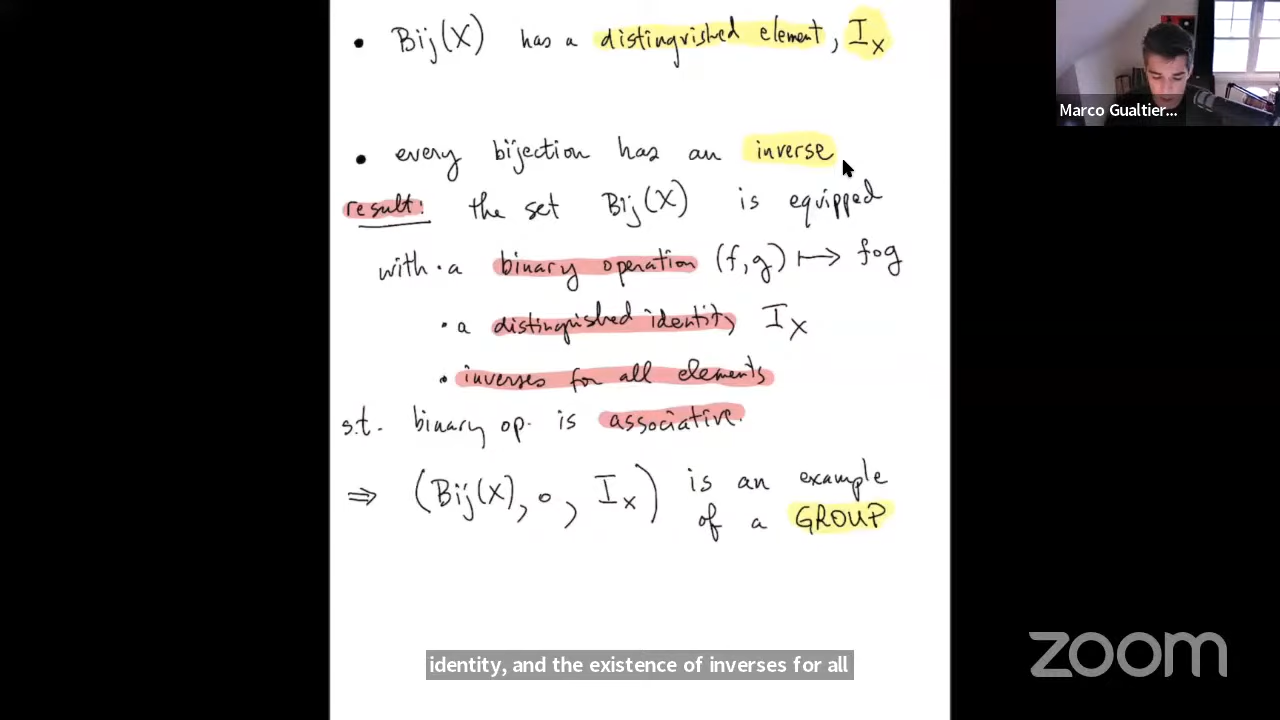 • Bij(X) has a distinguished element, I_X
Marco Gualtier...
• every bijection has an inverse
result: the set Bij(X) is equipped
with • a binary operation (f,g) ↦ f∘g
• a distinguished identity I_X
• inverses for all elements
s.t. binary op. is associative.
⇒ (Bij(X), ∘, I_X) is an example
of a GROUP
identity, and the existence of inverses for all
zoom